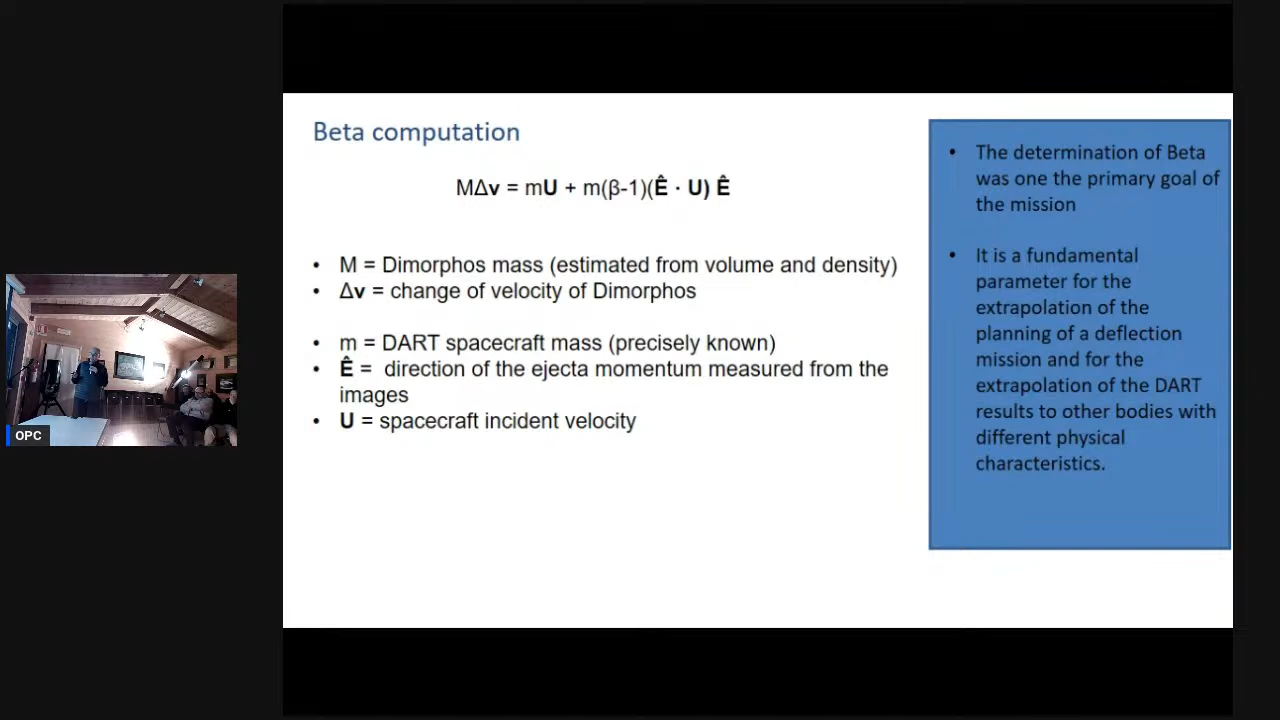 Beta computation
MΔv = mU + m(β-1)(Ê · U) Ê
• M = Dimorphos mass (estimated from volume and density)
• Δv = change of velocity of Dimorphos
• m = DART spacecraft mass (precisely known)
• Ê = direction of the ejecta momentum measured from the
images
• U = spacecraft incident velocity
• The determination of Beta
was one the primary goal of
the mission
• It is a fundamental
parameter for the
extrapolation of the
planning of a deflection
mission and for the
extrapolation of the DART
results to other bodies with
different physical
characteristics.
OPC